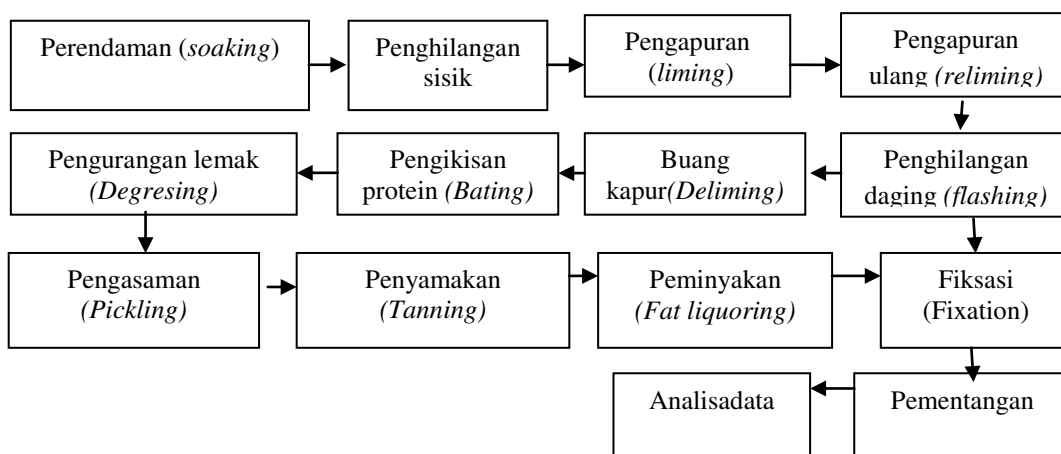 Perendaman (soaking)
Penghilangan
sisik
Pengapuran
(liming)
Pengapuran
ulang (reliming)
Penghilangan
daging (flashing)
Buang
kapur(Deliming)
Pengikisan
protein (Bating)
Pengurangan lemak
(Degresing)
Pengasaman
(Pickling)
Penyamakan
(Tanning)
Peminyakan
(Fat liquoring)
Fiksasi
(Fixation)
Pementangan
Analisadata